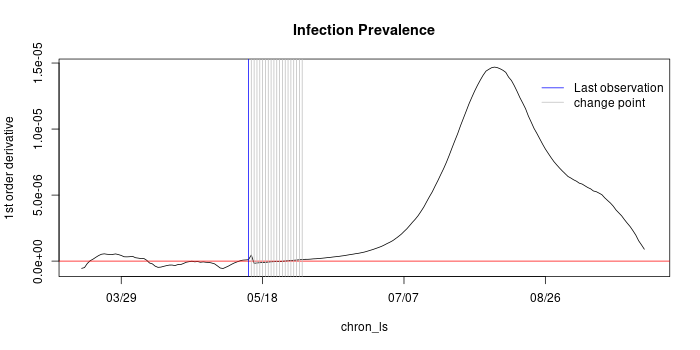 Infection Prevalence
1st order derivative
1.5e-05
1.0e-05
5.0e-06
0.0e+00
Last observation
change point
03/29
05/18
07/07
08/26
chron_ls